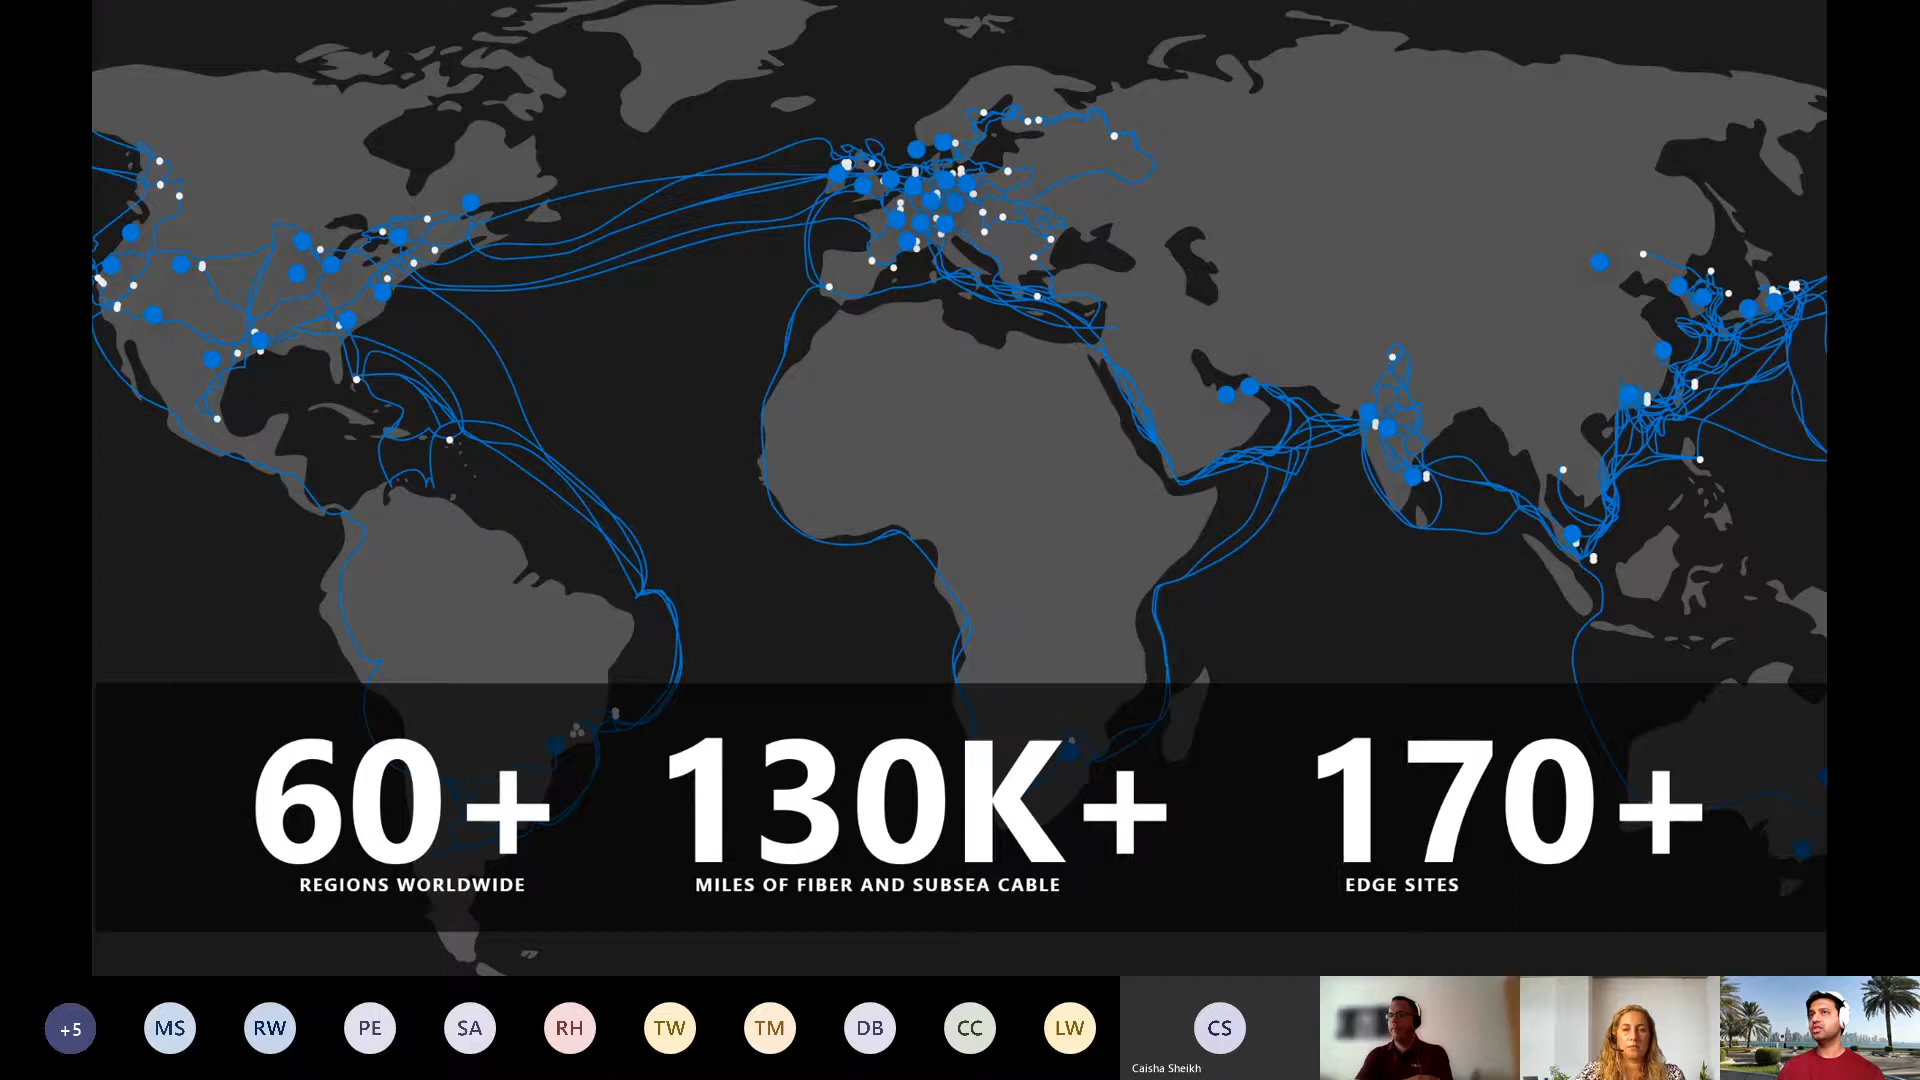 60+ 130K+ 170+
REGIONS WORLDWIDE MILES OF FIBER AND SUBSEA CABLE EDGE SITES
+5 MS RW PE SA RH TW TM DB CC LW CS
Caisha Sheikh